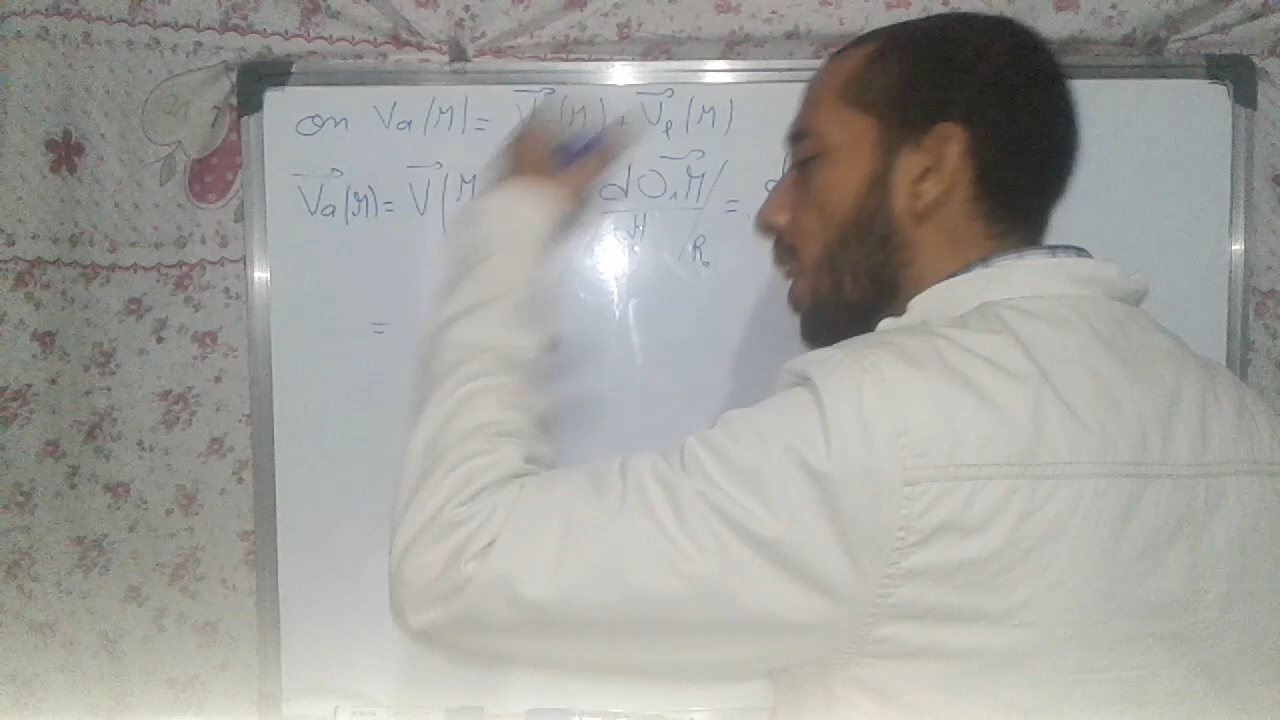 on Va(M) = V (M) + Ve (M)
Va(M) = V(M dO₁M/dt /R₀ = d
=